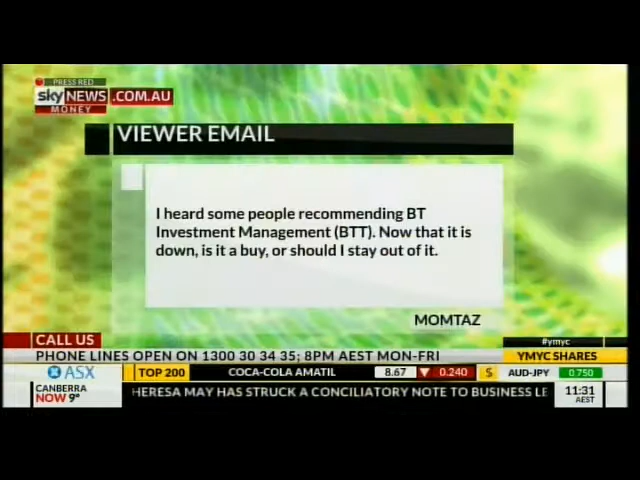 PRESS RED
sky NEWS .COM.AU
MONEY
VIEWER EMAIL
I heard some people recommending BT
Investment Management (BTT). Now that it is
down, is it a buy, or should I stay out of it.
MOMTAZ
CALL US
#ymyc
PHONE LINES OPEN ON 1300 30 34 35; 8PM AEST MON-FRI
YMYC SHARES
ASX TOP 200 COCA-COLA AMATIL 8.67 ▼ 0.240 $ AUD-JPY 0.750
CANBERRA
NOW 9°
HERESA MAY HAS STRUCK A CONCILIATORY NOTE TO BUSINESS LE
11:31
AEST